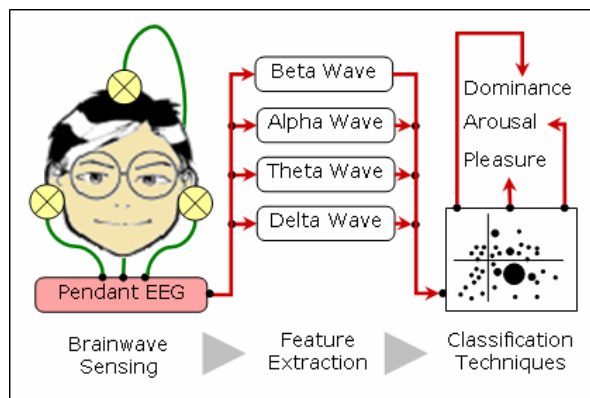 Beta Wave
Alpha Wave
Theta Wave
Delta Wave
Dominance
Arousal
Pleasure
Pendant EEG
Brainwave
Sensing
Feature
Extraction
Classification
Techniques